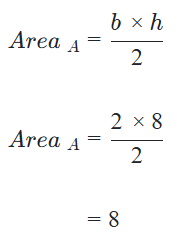 Area A = b × h / 2
Area A = 2 × 8 / 2
= 8